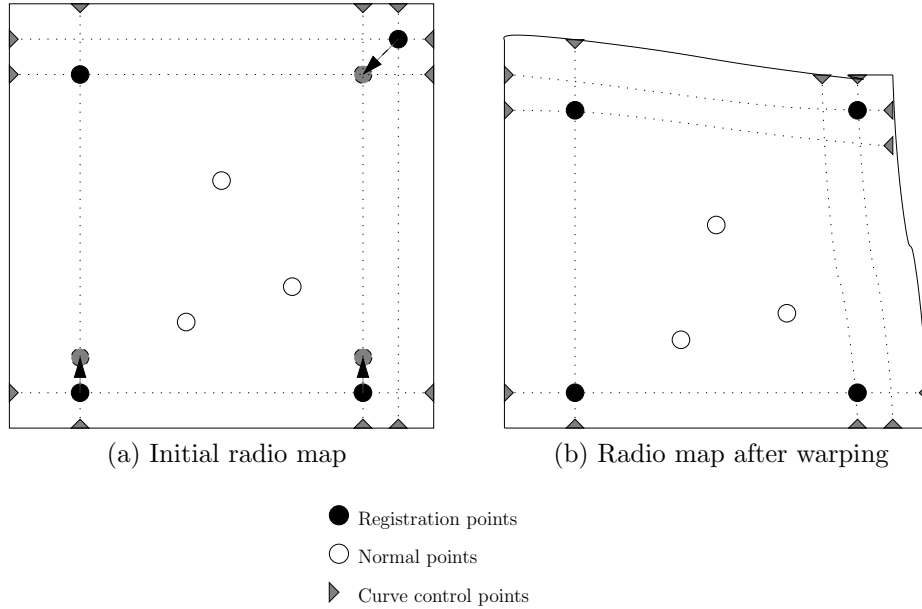 (a) Initial radio map
(b) Radio map after warping
Registration points
Normal points
Curve control points